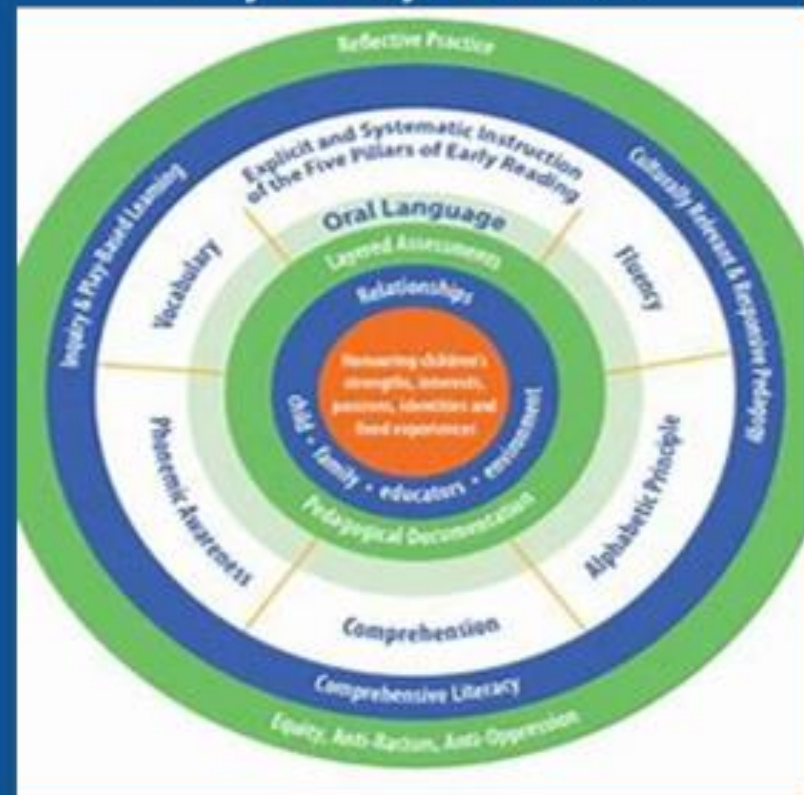 Reflective Practice
Inquiry & Play-Based Learning
Culturally Relevant & Responsive Pedagogy
Explicit and Systematic Instruction
of the Five Pillars of Early Reading
Vocabulary
Oral Language
Fluency
Layered Assessments
Relationships
Honouring children's
strengths, interests,
passions, identities and
lived experiences
child • family • educators • environment
Pedagogical Documentation
Phonemic Awareness
Alphabetic Principle
Comprehension
Comprehensive Literacy
Equity, Anti-Racism, Anti-Oppression